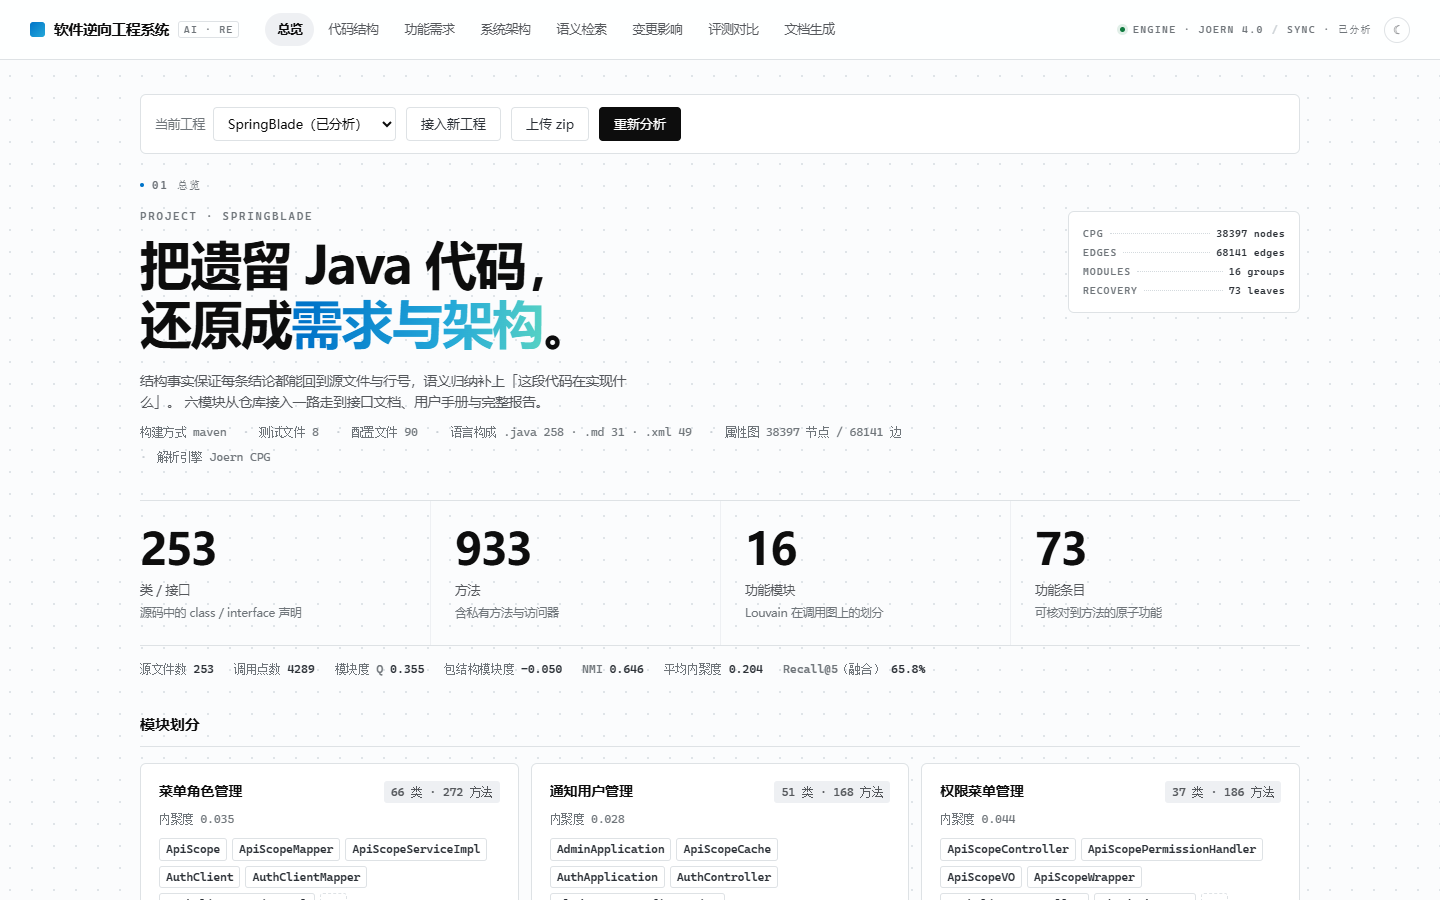 软件逆向工程系统 AI · RE 总览 代码结构 功能需求 系统架构 语义检索 变更影响 评测对比 文档生成 ENGINE · JOERN 4.0 / SYNC · 已分析
当前工程 SpringBlade（已分析） 接入新工程 上传 zip 重新分析
01 总览
PROJECT · SPRINGBLADE
把遗留 Java 代码，
还原成需求与架构。
CPG 38397 nodes
EDGES 68141 edges
MODULES 16 groups
RECOVERY 73 leaves
结构事实保证每条结论都能回到源文件与行号，语义归纳补上「这段代码在实现什
么」。 六模块从仓库接入一路走到接口文档、用户手册与完整报告。
构建方式 maven · 测试文件 8 · 配置文件 90 · 语言构成 .java 258 · .md 31 · .xml 49 · 属性图 38397 节点 / 68141 边
· 解析引擎 Joern CPG
253 933 16 73
类 / 接口 方法 功能模块 功能条目
源码中的 class / interface 声明 含私有方法与访问器 Louvain 在调用图上的划分 可核对到方法的原子功能
源文件数 253 调用点数 4289 模块度 Q 0.355 包结构模块度 −0.050 NMI 0.646 平均内聚度 0.204 Recall@5（融合） 65.8%
模块划分
菜单角色管理 66 类 · 272 方法 通知用户管理 51 类 · 168 方法 权限菜单管理 37 类 · 186 方法
内聚度 0.035 内聚度 0.028 内聚度 0.044
ApiScope ApiScopeMapper ApiScopeServiceImpl AdminApplication ApiScopeCache ApiScopeController ApiScopePermissionHandler
AuthClient AuthClientMapper AuthApplication AuthController ApiScopeVO ApiScopeWrapper